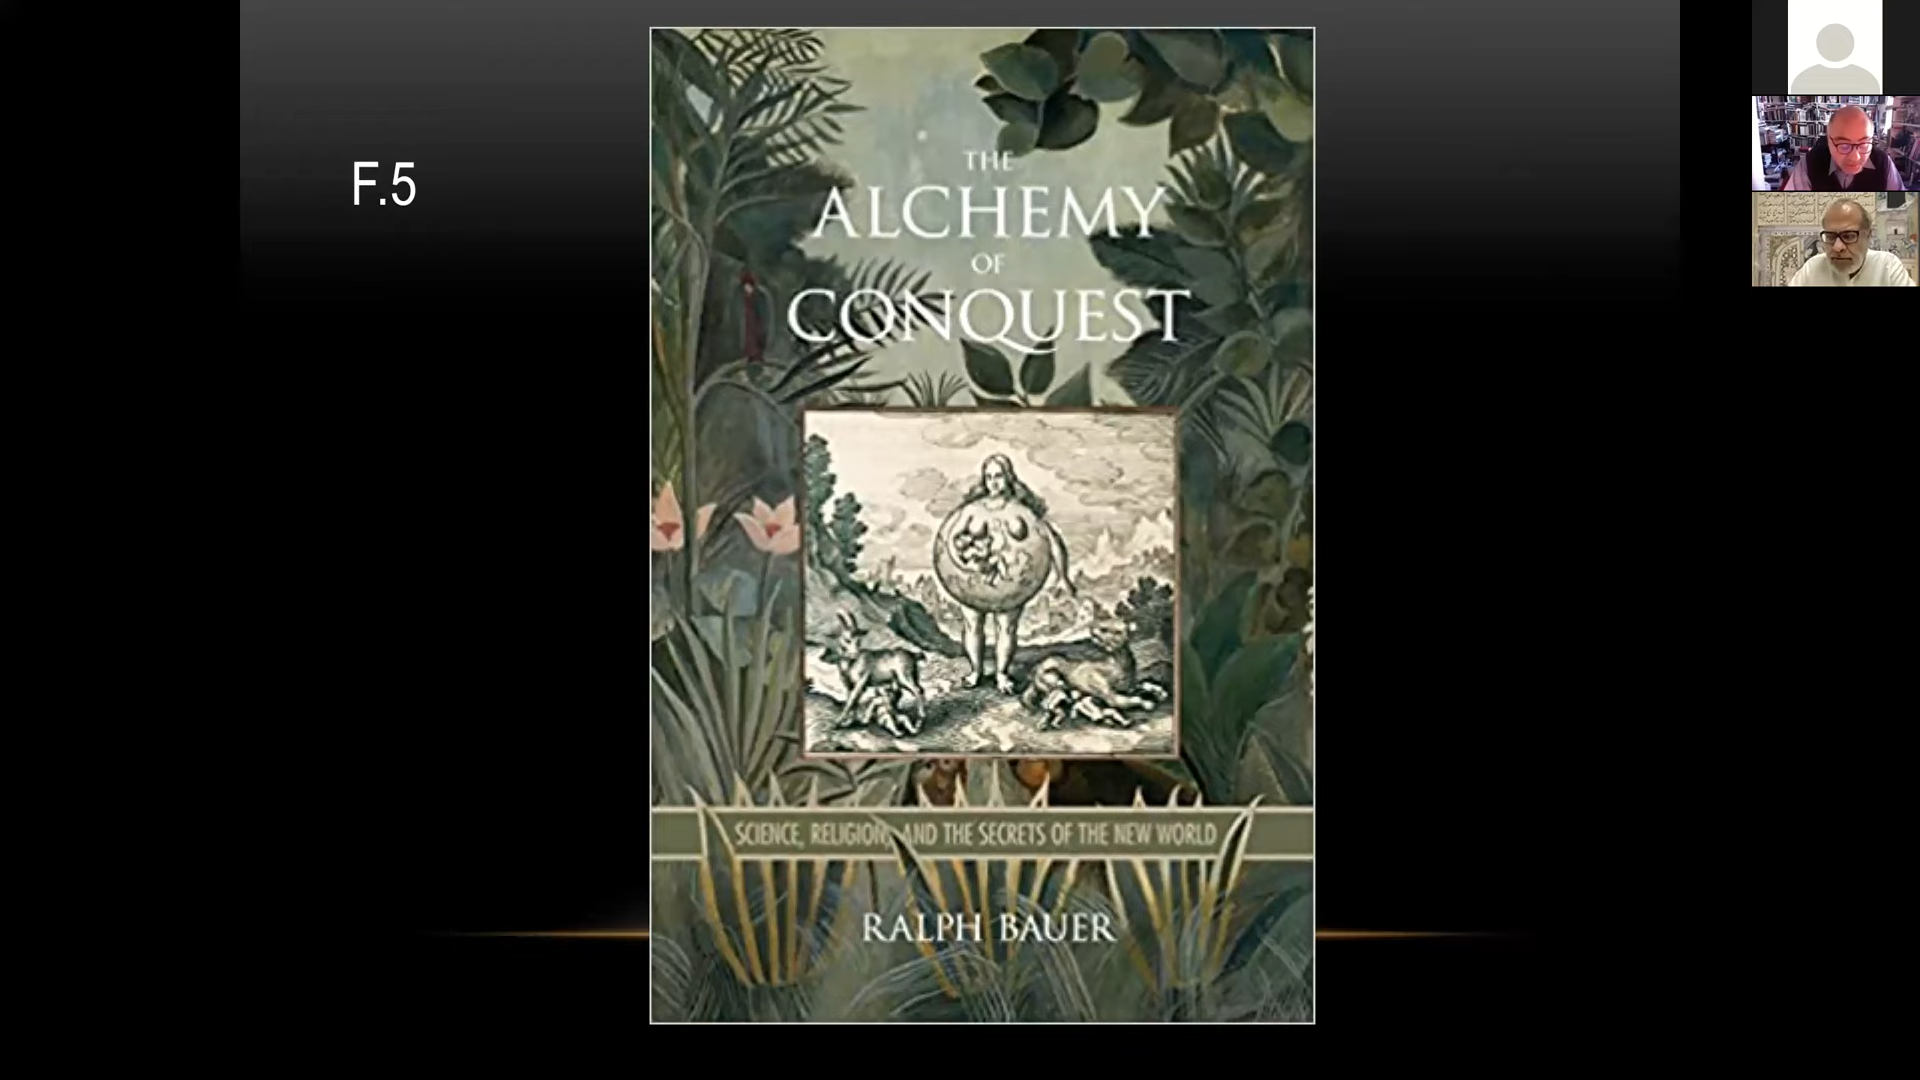 F.5
THE
ALCHEMY
OF
CONQUEST
SCIENCE, RELIGION, AND THE SECRETS OF THE NEW WORLD
RALPH BAUER